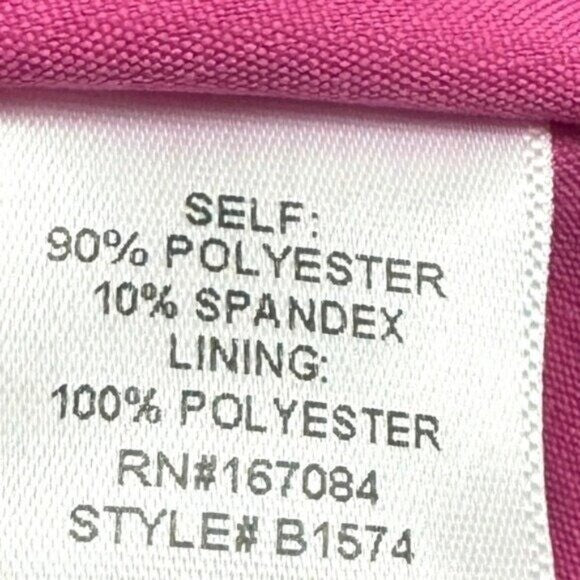 SELF:
90% POLYESTER
10% SPANDEX
LINING:
100% POLYESTER
RN#167084
STYLE# B1574